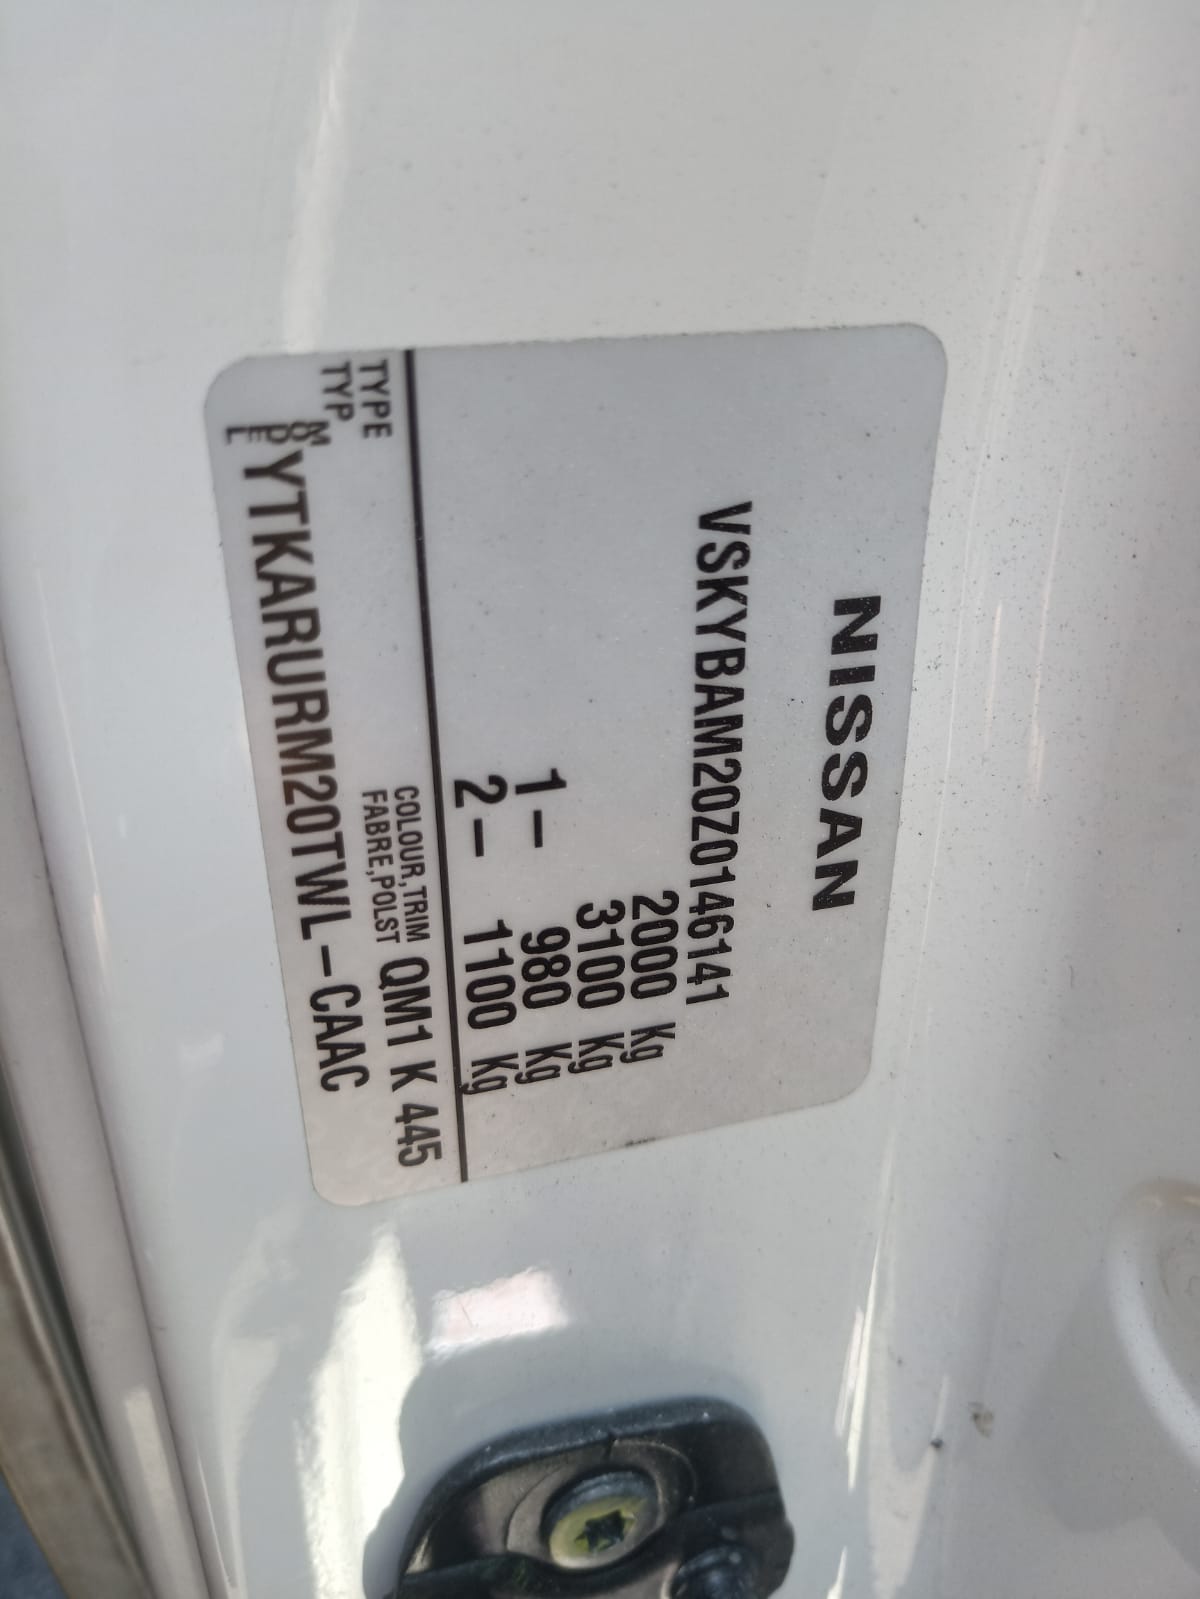 NISSAN
VSKYBAM20Z0146141
2000 Kg
3100 Kg
1- 980 Kg
2- 1100 Kg
TYPE
TYP
COLOUR,TRIM
FABRE,POLST
QM1 K 445
MODELE YTKARURM20TWL-CAAC